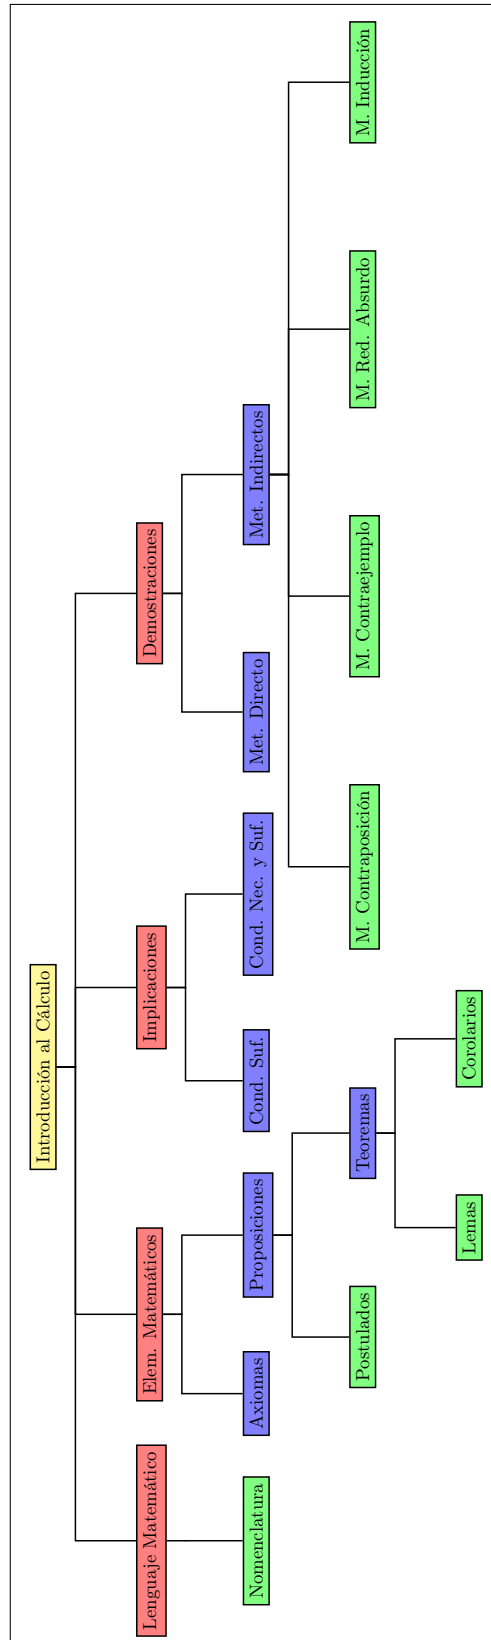 Introducción al Cálculo
Lenguaje Matemático
Elem. Matemáticos
Implicaciones
Demostraciones
Nomenclatura
Axiomas
Proposiciones
Cond. Suf.
Cond. Nec. y Suf.
Met. Directo
Met. Indirectos
Postulados
Teoremas
M. Contraposición
M. Contraejemplo
M. Red. Absurdo
M. Inducción
Lemas
Corolarios